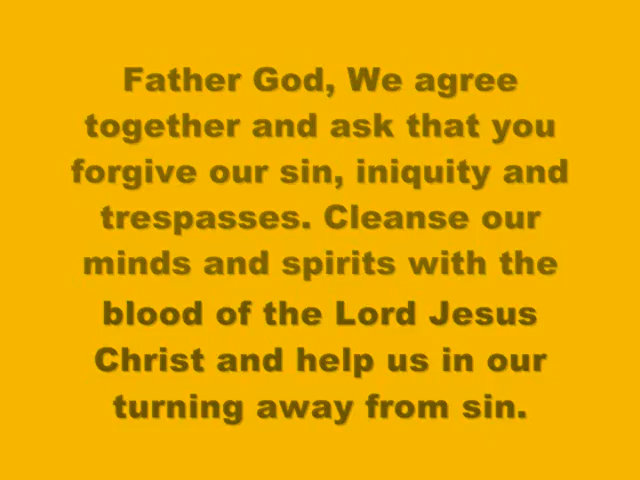 Father God, We agree
together and ask that you
forgive our sin, iniquity and
trespasses. Cleanse our
minds and spirits with the
blood of the Lord Jesus
Christ and help us in our
turning away from sin.